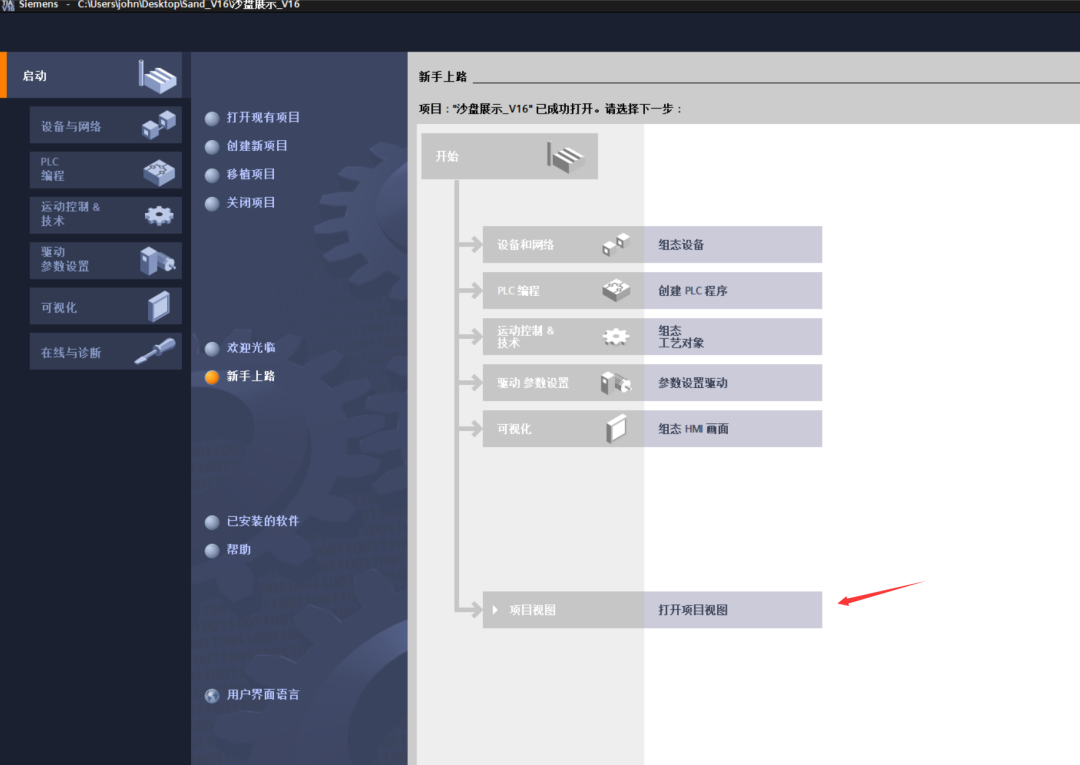 Siemens - C:\Users\john\Desktop\Sand_V16\沙盘展示_V16
启动
设备与网络
PLC
编程
运动控制 &
技术
驱动
参数设置
可视化
在线与诊断
打开现有项目
创建新项目
移植项目
关闭项目
欢迎光临
新手上路
已安装的软件
帮助
用户界面语言
新手上路
项目："沙盘展示_V16" 已成功打开。请选择下一步：
开始
设备和网络
组态设备
PLC 编程
创建 PLC 程序
运动控制 &
技术
组态
工艺对象
驱动 参数设置
参数设置驱动
可视化
组态 HMI 画面
项目视图
打开项目视图